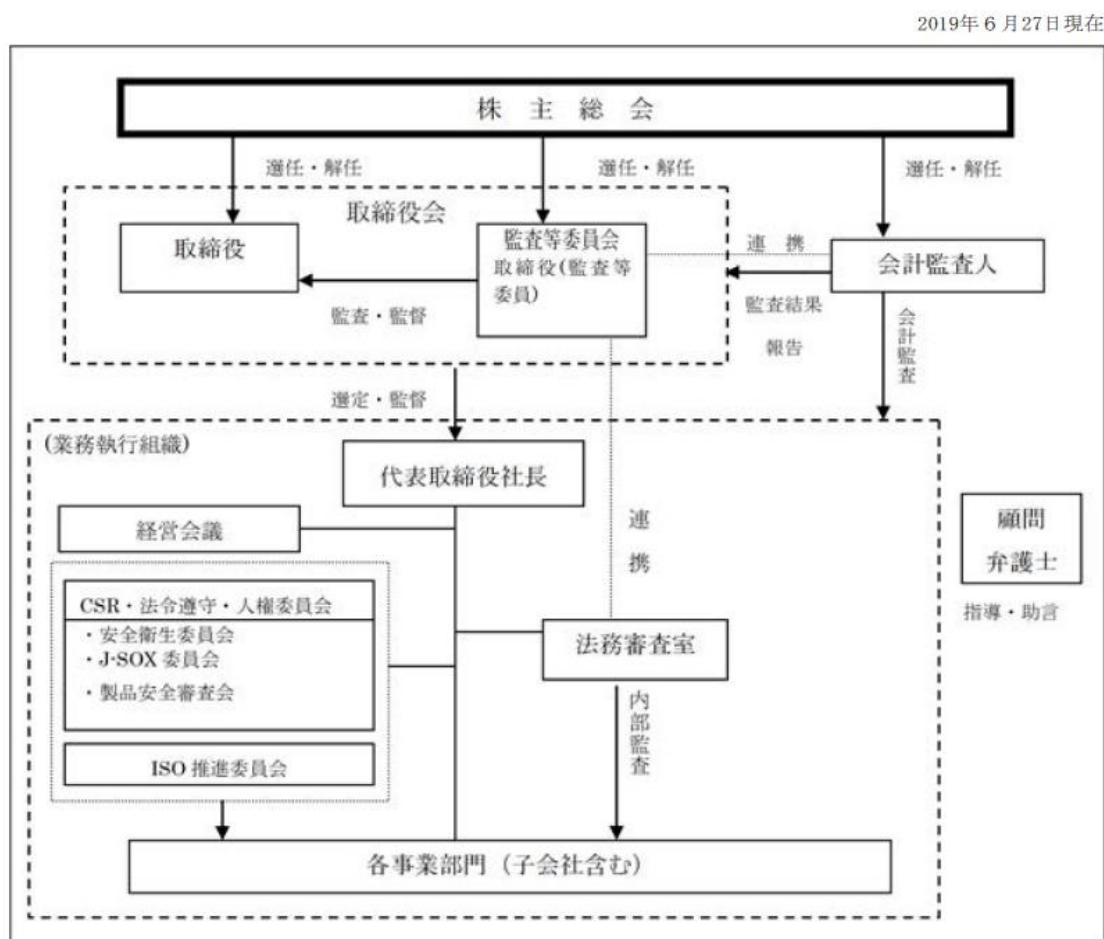 2019年6月27日現在
株 主 総 会
選任・解任
選任・解任
選任・解任
取締役会
取締役
監査等委員会
取締役(監査等
委員)
連 携
会計監査人
監査・監督
監査結果
報告
会計監査
選定・監督
(業務執行組織)
代表取締役社長
経営会議
連 携
顧問
弁護士
指導・助言
CSR・法令遵守・人権委員会
・安全衛生委員会
・J-SOX 委員会
・製品安全審査会
法務審査室
内部監査
ISO 推進委員会
各事業部門（子会社含む）